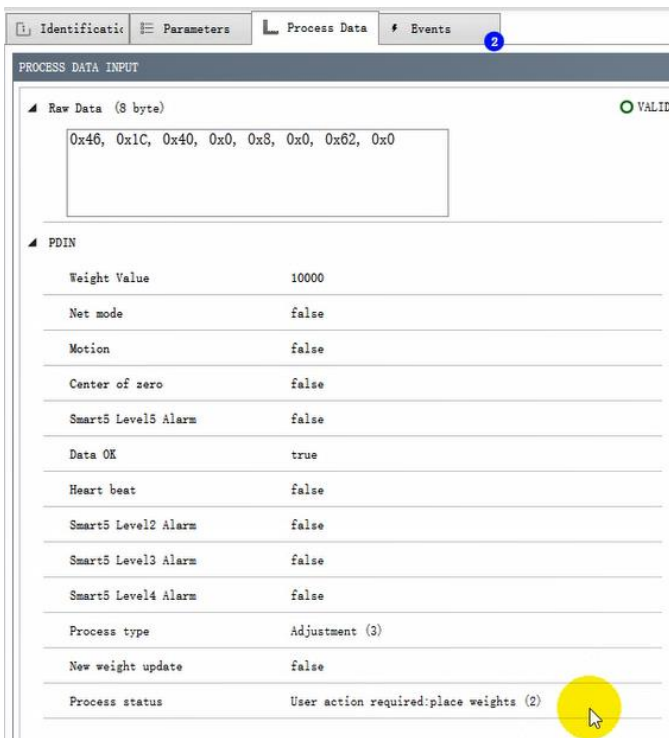 Identificatio Parameters Process Data Events
2
PROCESS DATA INPUT
Raw Data (8 byte) VALID
0x46, 0x1C, 0x40, 0x0, 0x8, 0x0, 0x62, 0x0
PDIN
Weight Value 10000
Net mode false
Motion false
Center of zero false
Smart5 Level5 Alarm false
Data OK true
Heart beat false
Smart5 Level2 Alarm false
Smart5 Level3 Alarm false
Smart5 Level4 Alarm false
Process type Adjustment (3)
New weight update false
Process status User action required:place weights (2)